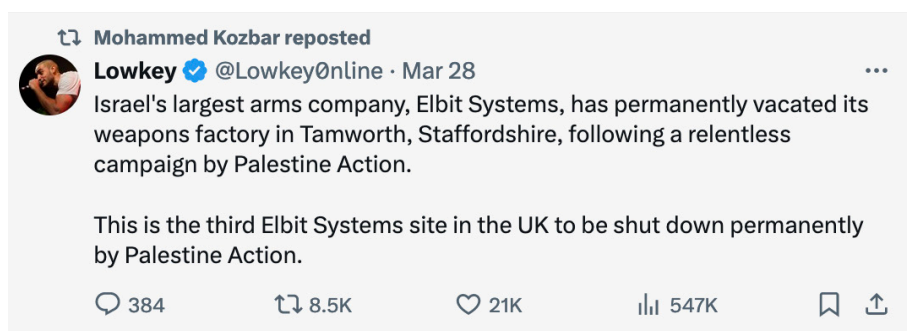 Mohammed Kozbar reposted
Lowkey @Lowkey0nline · Mar 28
Israel's largest arms company, Elbit Systems, has permanently vacated its
weapons factory in Tamworth, Staffordshire, following a relentless
campaign by Palestine Action.
This is the third Elbit Systems site in the UK to be shut down permanently
by Palestine Action.
384 8.5K 21K 547K